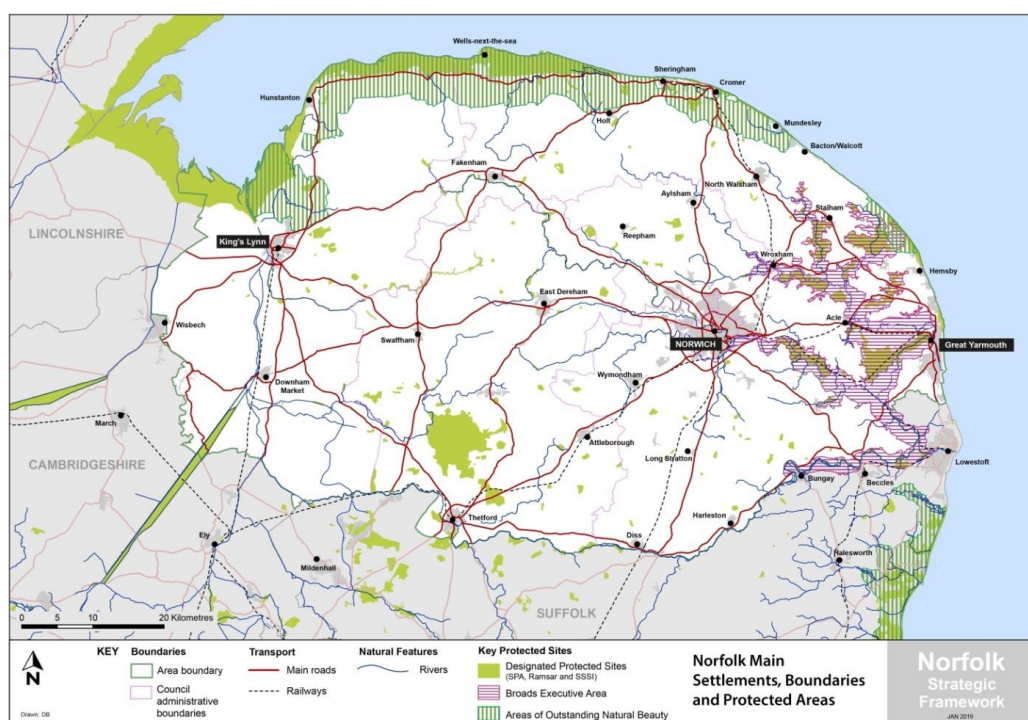 Wells-next-the-sea
Sheringham
Cromer
Hunstanton
Holt
Mundesley
Bacton/Walcott
Fakenham
North Walsham
Aylsham
Stalham
Reepham
LINCOLNSHIRE
King's Lynn
Wroxham
Hemsby
East Dereham
Wisbech
Acle
Swaffham
NORWICH
Great Yarmouth
Wymondham
Downham
Market
March
Attleborough
CAMBRIDGESHIRE
Long Stratton
Lowestoft
Bungay
Beccles
Thetford
Harleston
Ely
Diss
Mildenhall
Halesworth
SUFFOLK
0 5 10 20 Kilometres
N
Drawn: DB
KEY
Boundaries
Area boundary
Council
administrative
boundaries
Transport
Main roads
Railways
Natural Features
Rivers
Key Protected Sites
Designated Protected Sites
(SPA, Ramsar and SSSI)
Broads Executive Area
Areas of Outstanding Natural Beauty
Norfolk Main
Settlements, Boundaries
and Protected Areas
Norfolk
Strategic
Framework
JAN 2019